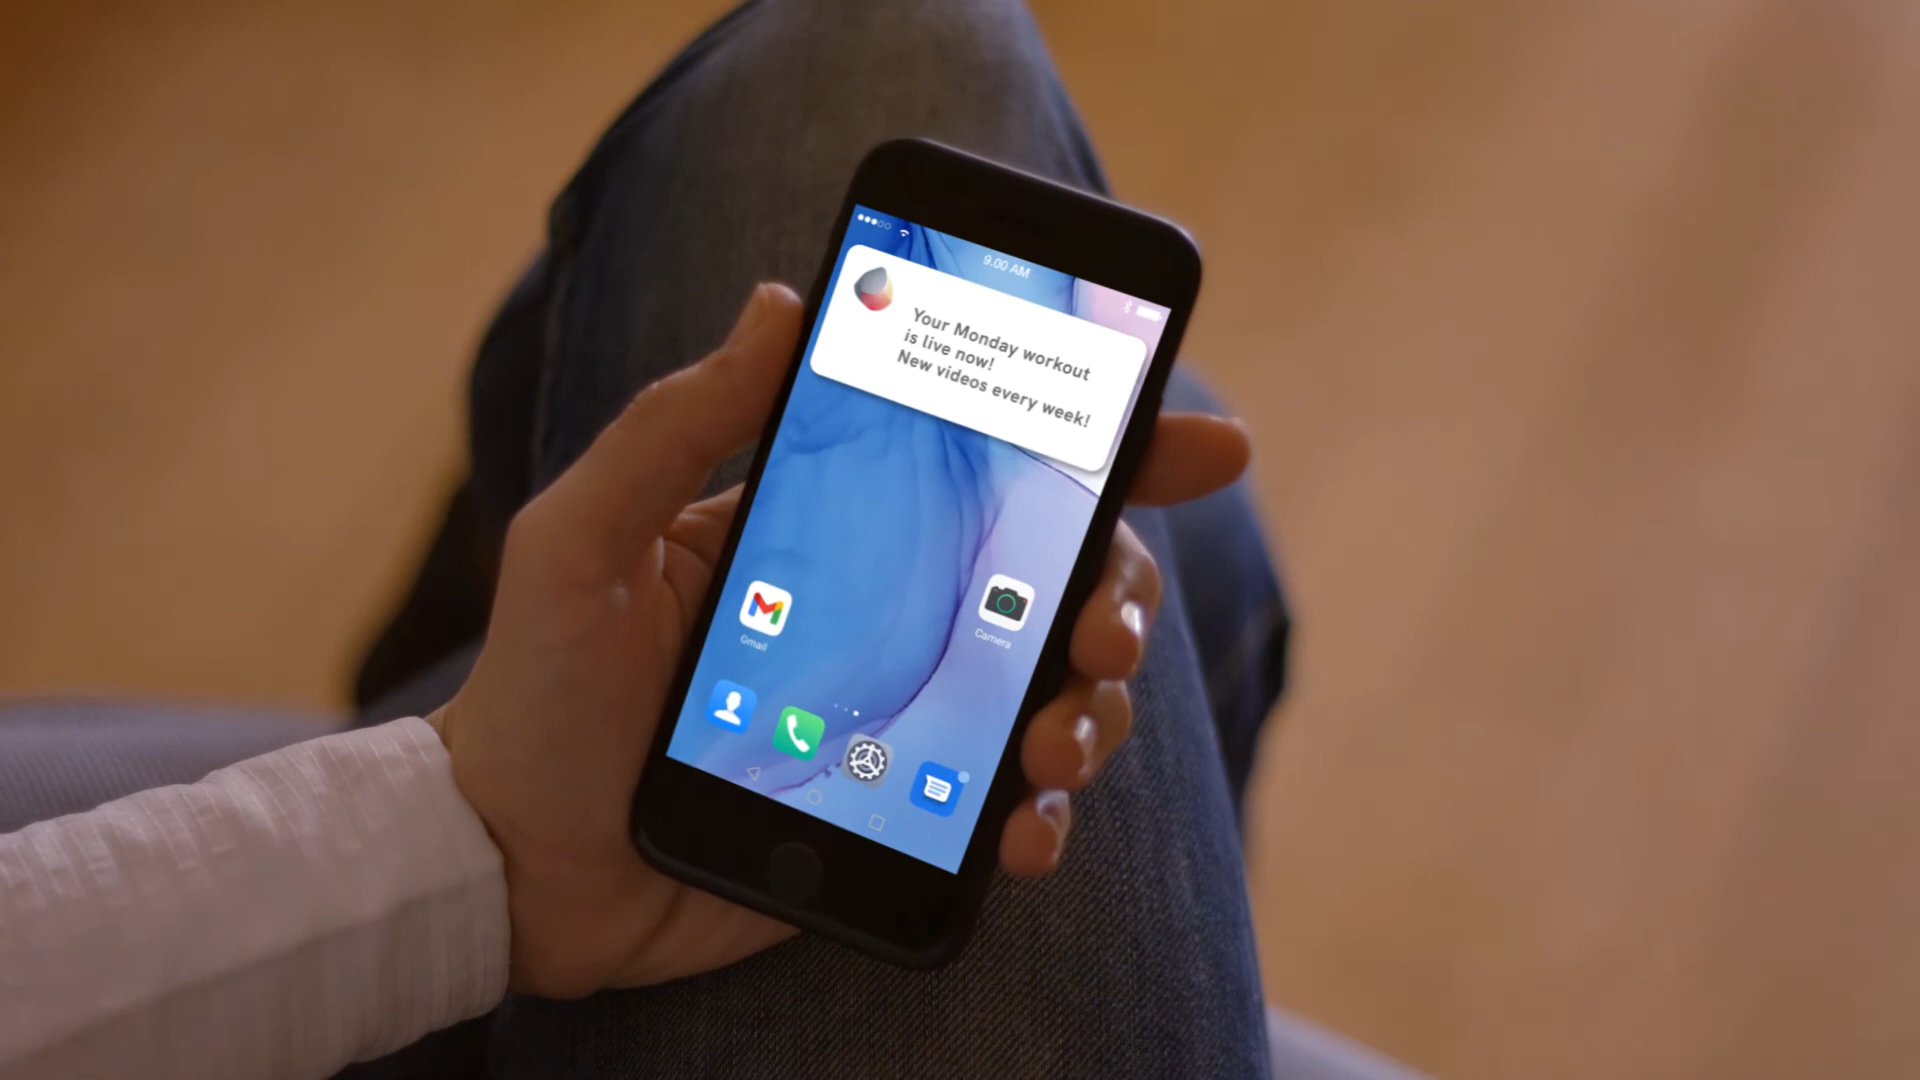 9.00 AM
Your Monday workout
is live now!
New videos every week!
Gmail
Camera